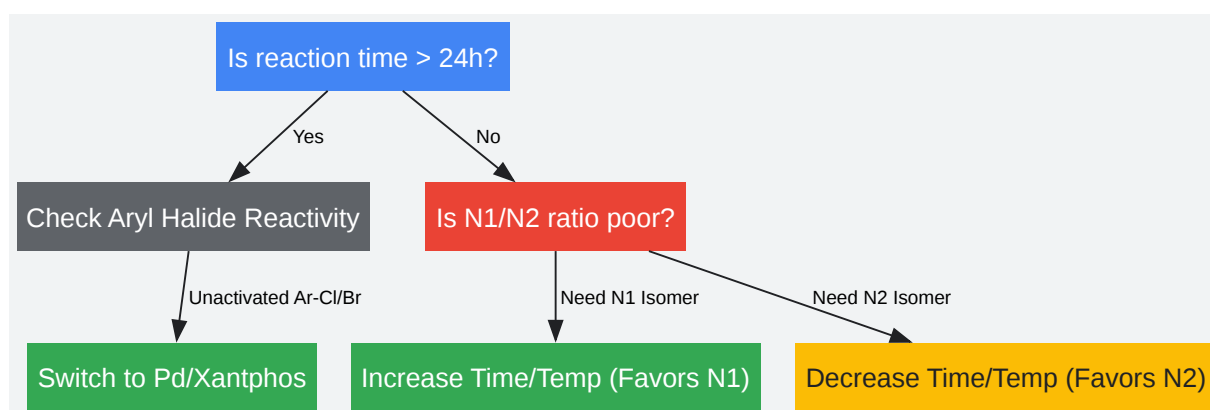 Is reaction time > 24h?
Yes
No
Check Aryl Halide Reactivity
Is N1/N2 ratio poor?
Unactivated Ar-Cl/Br
Need N1 Isomer
Need N2 Isomer
Switch to Pd/Xantphos
Increase Time/Temp (Favors N1)
Decrease Time/Temp (Favors N2)